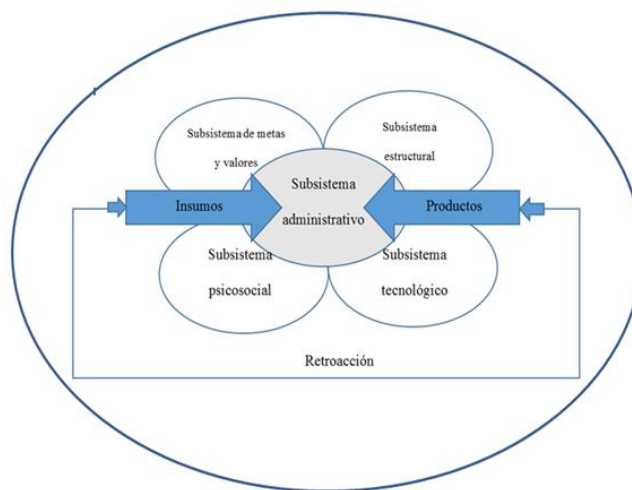 Subsistema de metas
y valores
Subsistema
estructural
Subsistema
administrativo
Insumos
Productos
Subsistema
psicosocial
Subsistema
tecnológico
Retroacción